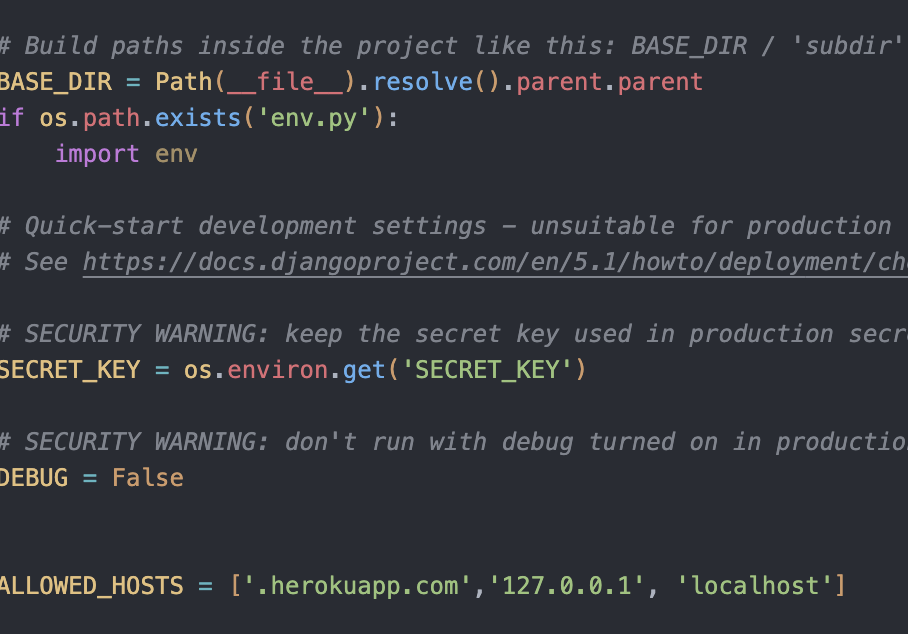 # Build paths inside the project like this: BASE_DIR / 'subdir'
BASE_DIR = Path(__file__).resolve().parent.parent
if os.path.exists('env.py'):
    import env
# Quick-start development settings - unsuitable for production
# See https://docs.djangoproject.com/en/5.1/howto/deployment/ch
# SECURITY WARNING: keep the secret key used in production secr
SECRET_KEY = os.environ.get('SECRET_KEY')
# SECURITY WARNING: don't run with debug turned on in productio
DEBUG = False
ALLOWED_HOSTS = ['.herokuapp.com','127.0.0.1', 'localhost']